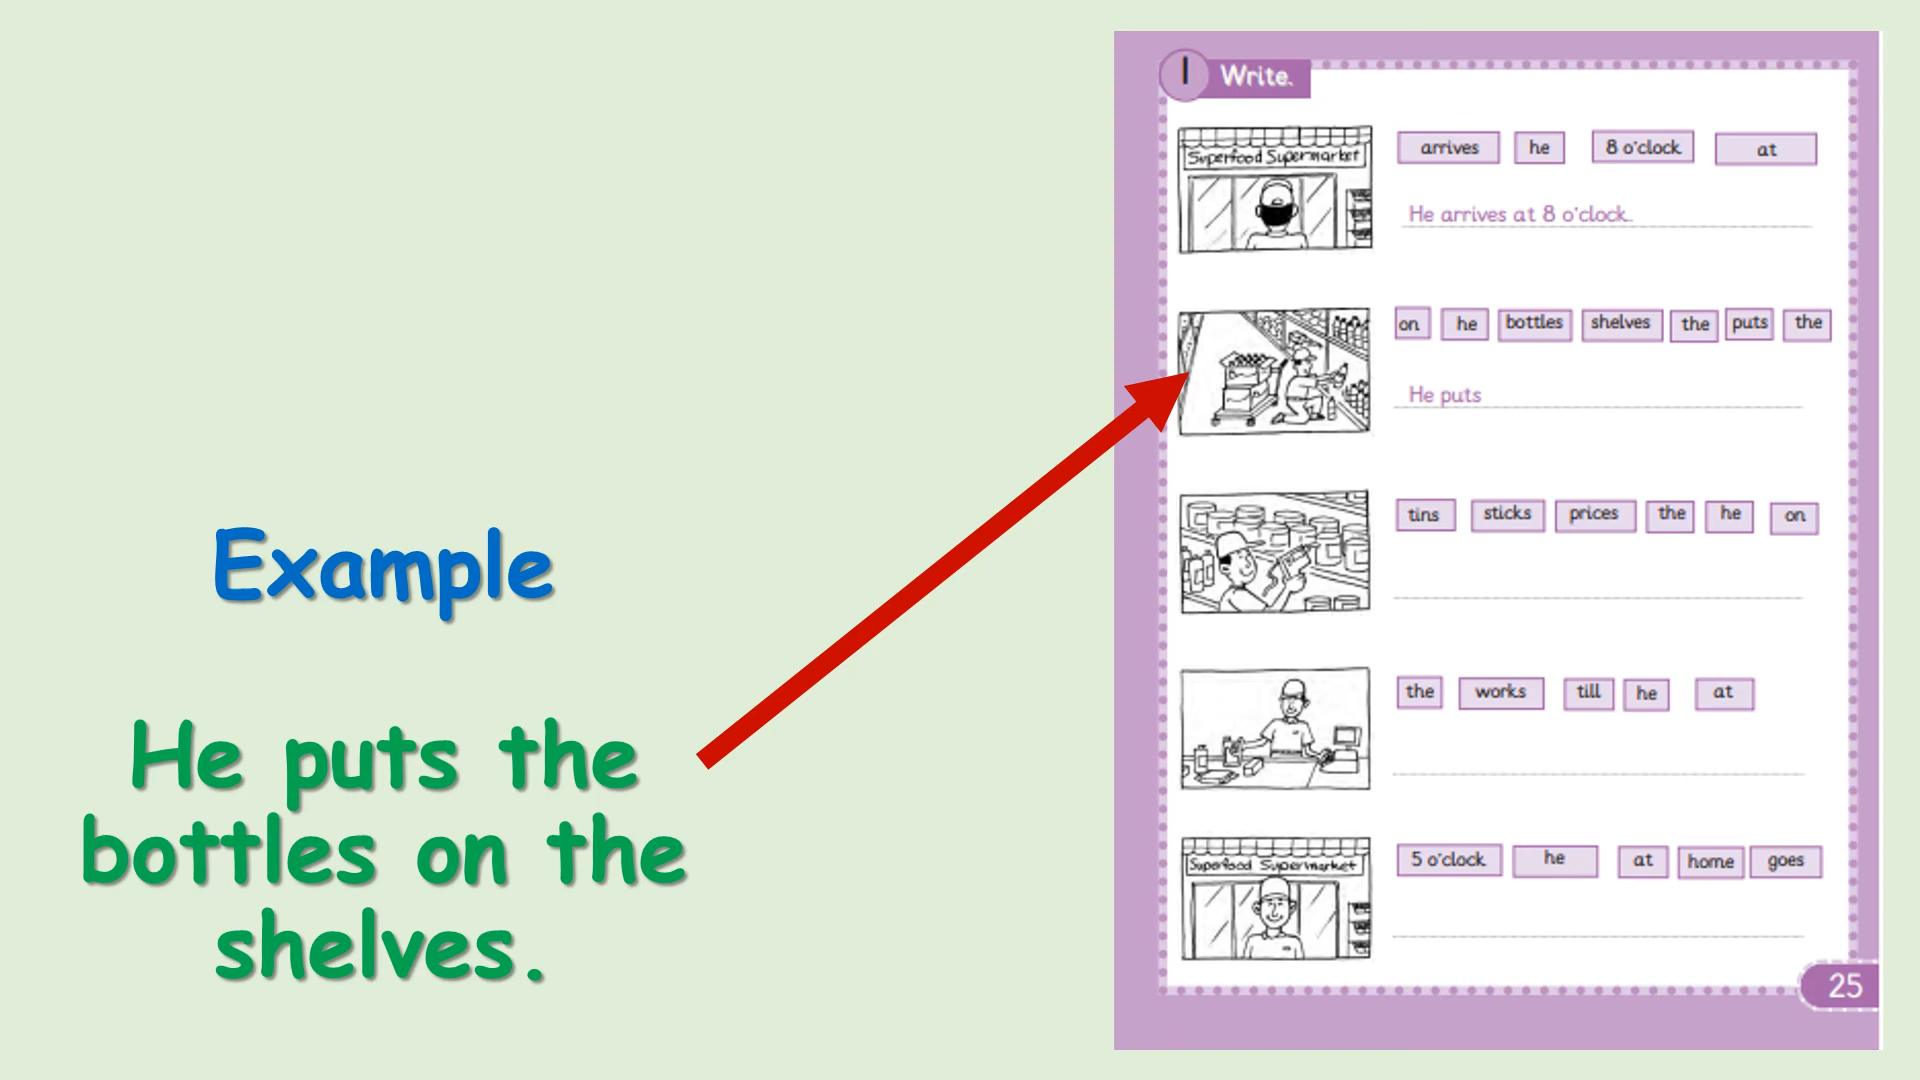 Example
He puts the
bottles on the
shelves.
1 Write.
Superfood Supermarket
arrives he 8 o'clock at
He arrives at 8 o'clock.
on he bottles shelves the puts the
He puts
tins sticks prices the he on
the works till he at
Superfood Supermarket
5 o'clock he at home goes
25